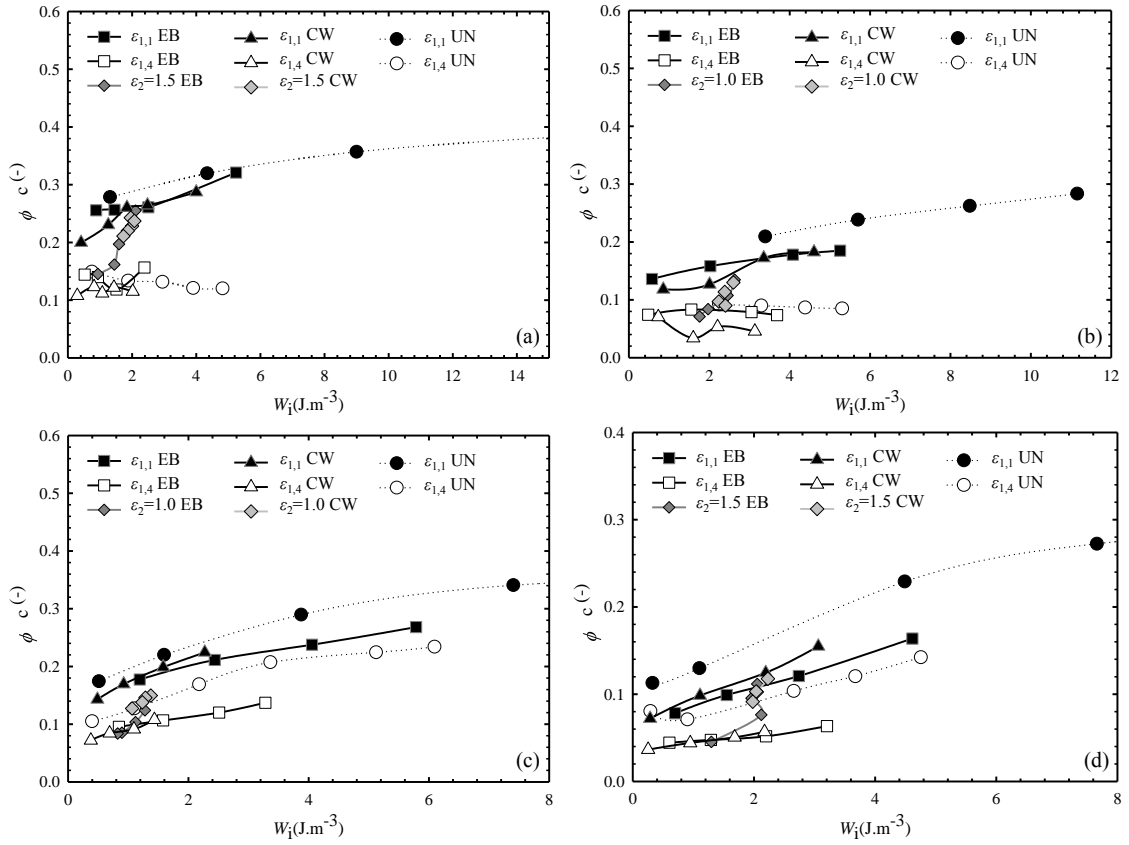 0.6
0.5
0.4
0.3
0.2
0.1
0.0
ϕ c (-)
ε1,1 EB
ε1,4 EB
ε2=1.5 EB
ε1,1 CW
ε1,4 CW
ε2=1.5 CW
ε1,1 UN
ε1,4 UN
(a)
0 2 4 6 8 10 12 14
Wi(J.m-3)
0.6
0.5
0.4
0.3
0.2
0.1
0.0
ϕ c (-)
ε1,1 EB
ε1,4 EB
ε2=1.0 EB
ε1,1 CW
ε1,4 CW
ε2=1.0 CW
ε1,1 UN
ε1,4 UN
(b)
0 2 4 6 8 10 12
Wi(J.m-3)
0.6
0.5
0.4
0.3
0.2
0.1
0.0
ϕ c (-)
ε1,1 EB
ε1,4 EB
ε2=1.0 EB
ε1,1 CW
ε1,4 CW
ε2=1.0 CW
ε1,1 UN
ε1,4 UN
(c)
0 2 4 6 8
Wi(J.m-3)
0.4
0.3
0.2
0.1
0.0
ϕ c (-)
ε1,1 EB
ε1,4 EB
ε2=1.5 EB
ε1,1 CW
ε1,4 CW
ε2=1.5 CW
ε1,1 UN
ε1,4 UN
(d)
0 2 4 6 8
Wi(J.m-3)